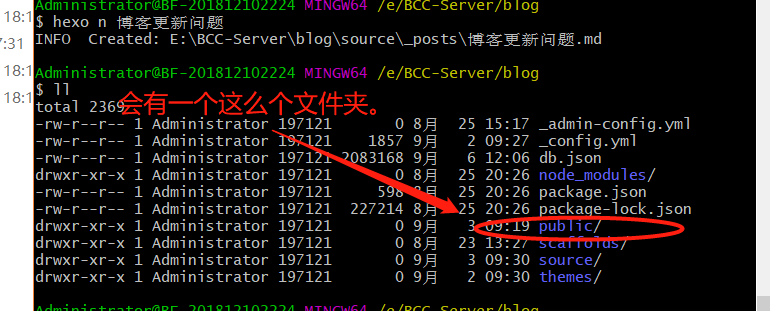 18:1
7:31
18:1
18:1
Administrator@BF-201812102224 MINGW64 /e/BCC-Server/blog
$ hexo n 博客更新问题
INFO  Created: E:\BCC-Server\blog\source\_posts\博客更新问题.md
Administrator@BF-201812102224 MINGW64 /e/BCC-Server/blog
$ ll
total 2369
会有一个这么个文件夹。
-rw-r--r-- 1 Administrator 197121       0 8月  25 15:17 _admin-config.yml
-rw-r--r-- 1 Administrator 197121    1857 9月   2 09:27 _config.yml
-rw-r--r-- 1 Administrator 197121 2083168 9月   6 12:06 db.json
drwxr-xr-x 1 Administrator 197121       0 8月  25 20:26 node_modules/
-rw-r--r-- 1 Administrator 197121     598 8月  25 20:26 package.json
-rw-r--r-- 1 Administrator 197121  227214 8月  25 20:26 package-lock.json
drwxr-xr-x 1 Administrator 197121       0 9月   3 09:19 public/
drwxr-xr-x 1 Administrator 197121       0 8月  23 13:27 scaffolds/
drwxr-xr-x 1 Administrator 197121       0 9月   3 09:30 source/
drwxr-xr-x 1 Administrator 197121       0 9月   2 09:30 themes/
Administrator@BF-201812102224 MINGW64 /e/BCC-Server/blog